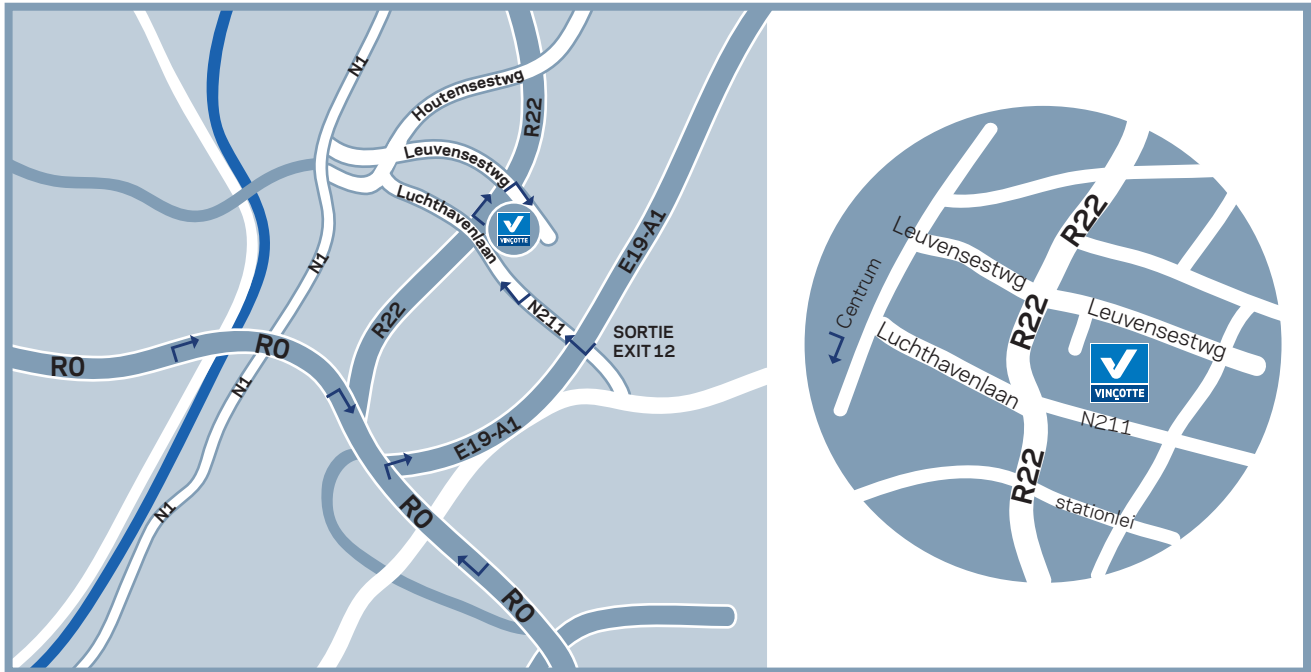 N1
Houtemsestwg
R22
Leuvensestwg
Luchthavenlaan
VINÇOTTE
E19-A1
N1
R22
N211
SORTIE
EXIT 12
R0
R0
N1
E19-A1
N1
R0
R0
R22
Leuvensestwg
Centrum
R22
Leuvensestwg
Luchthavenlaan
VINÇOTTE
N211
R22
stationlei